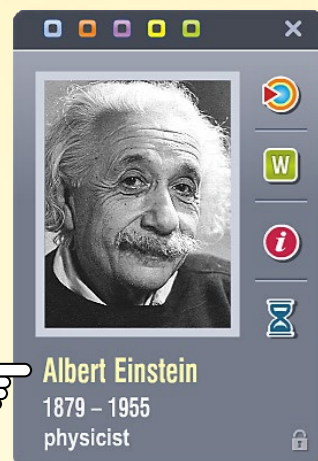 W
i
Albert Einstein
1879 – 1955
physicist